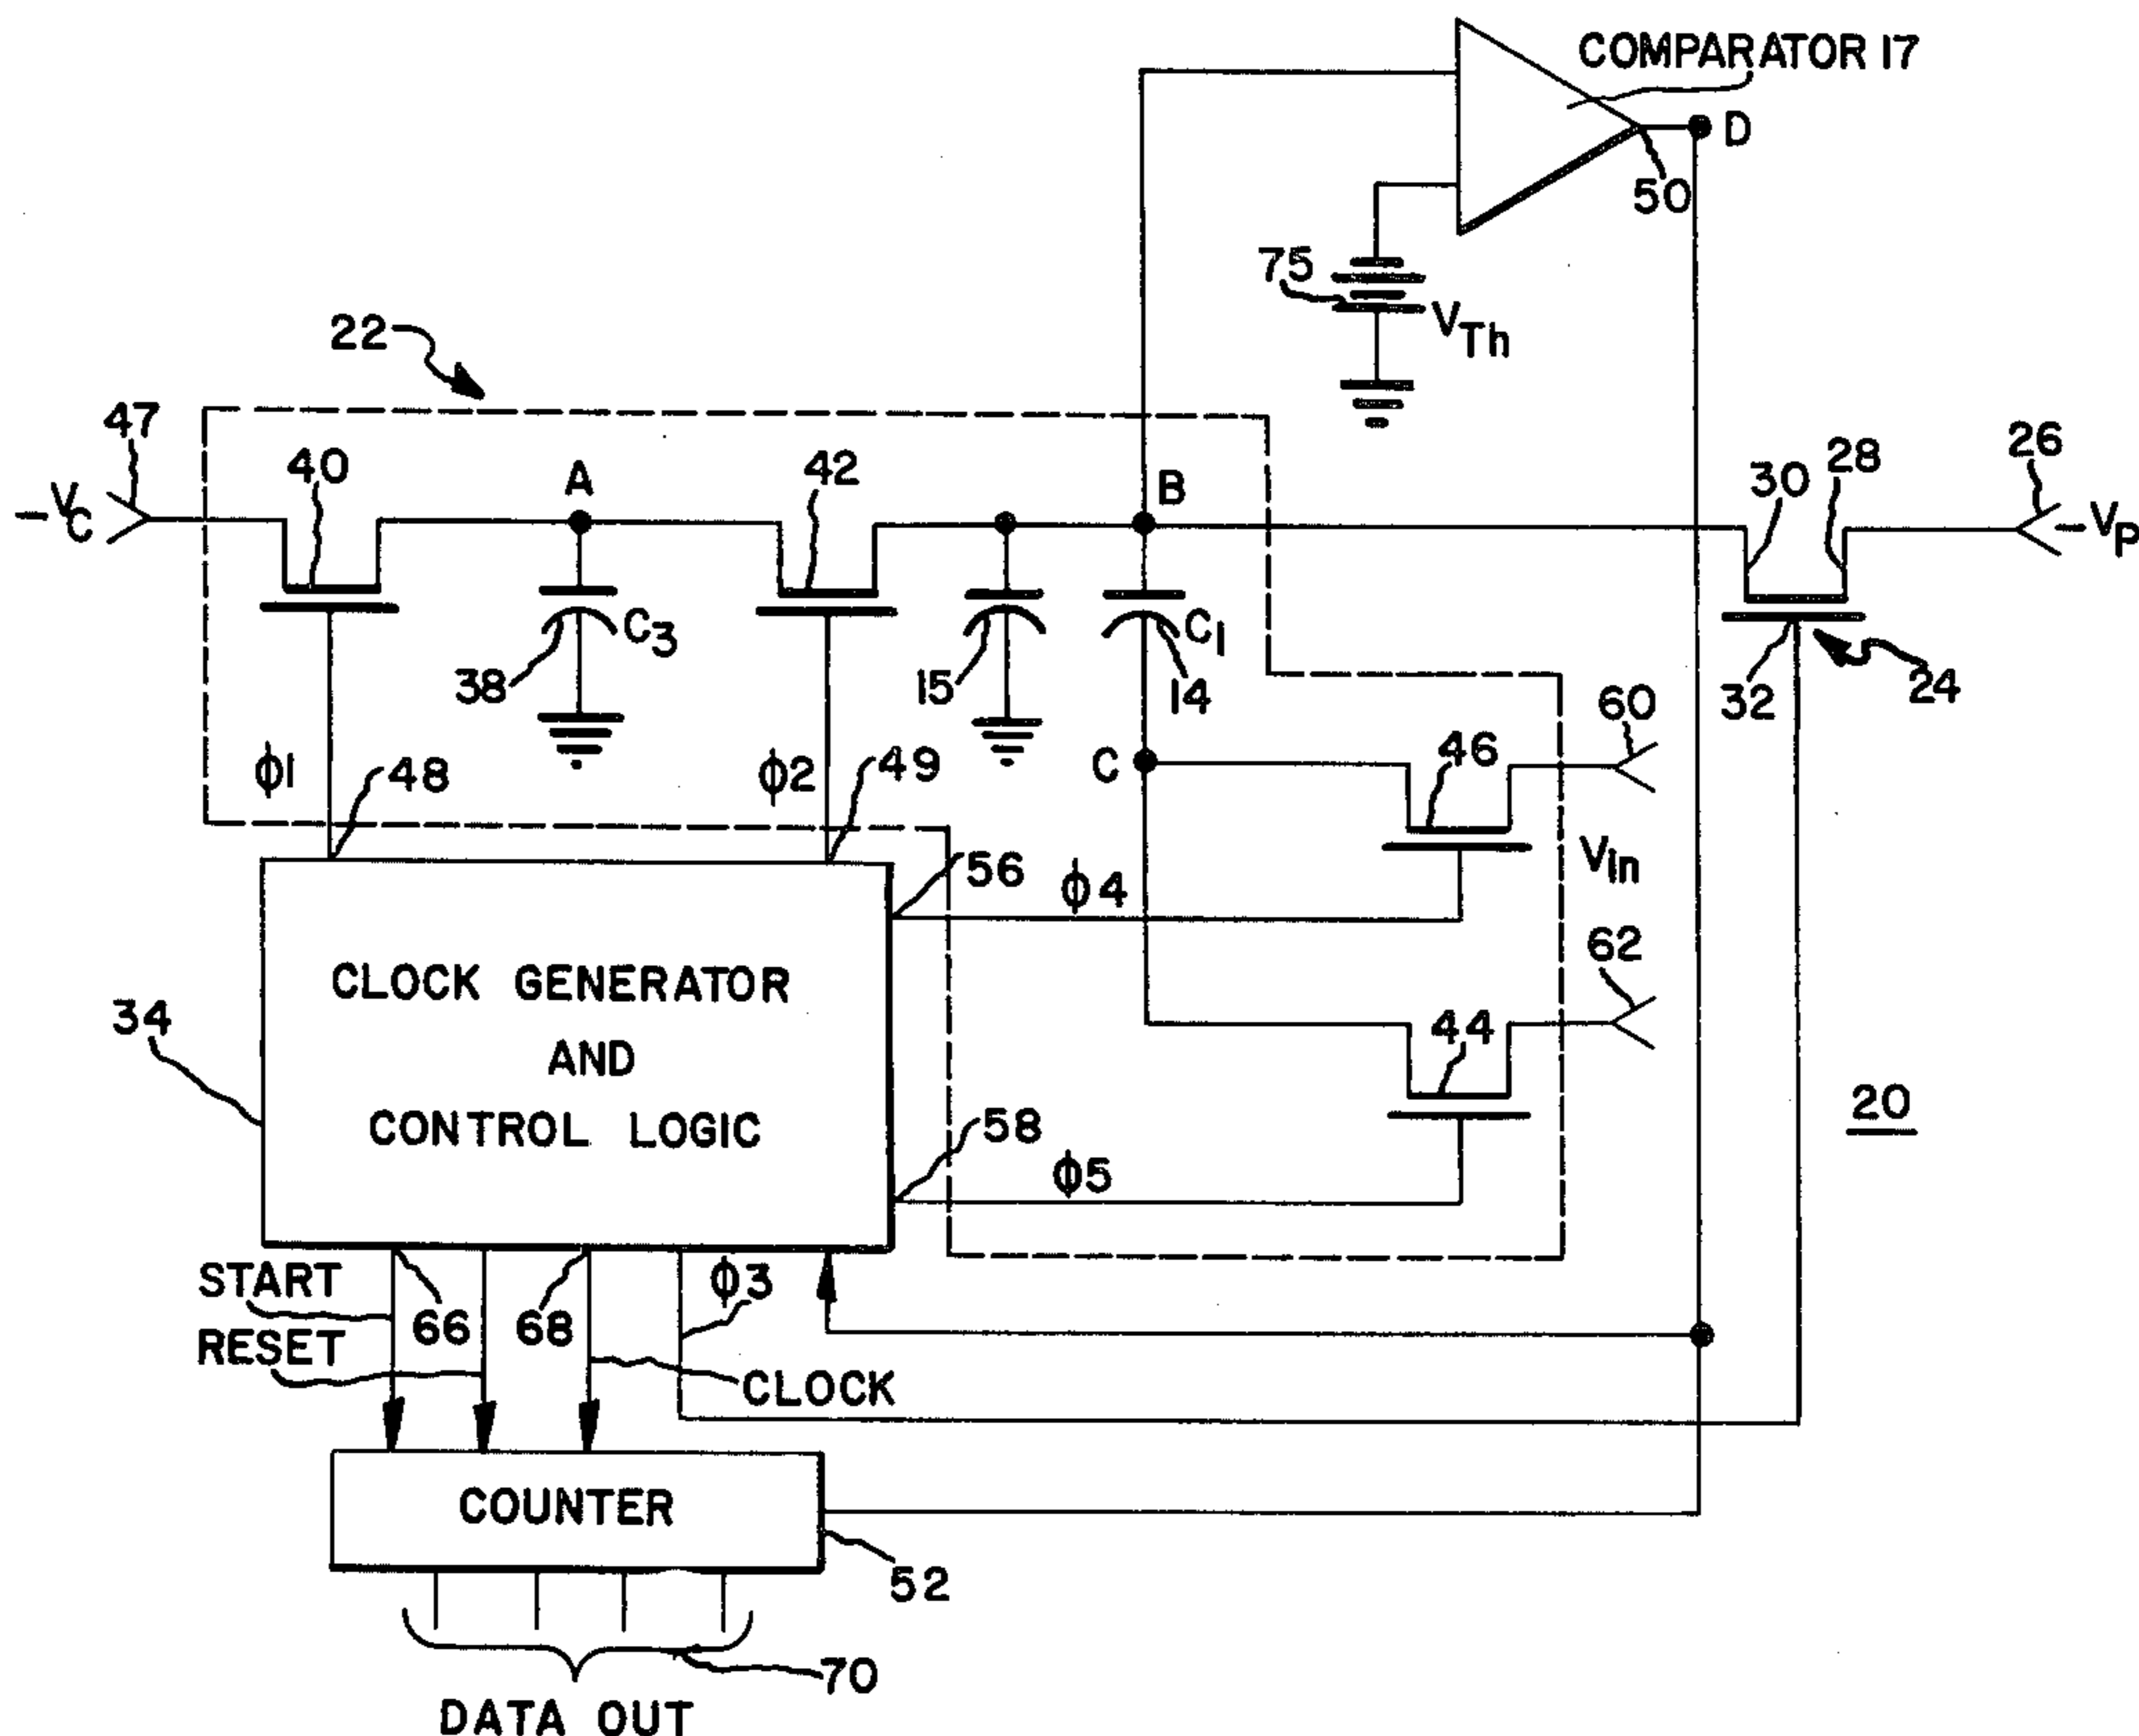 COMPARATOR 17
D
50
75
VTh
22
47
-VC
40
A
42
B
30
28
26
-VP
C3
38
15
C1
14
32
24
60
ϕ1
48
ϕ2
49
C
46
Vin
56
ϕ4
62
34
CLOCK GENERATOR
AND
CONTROL LOGIC
44
20
58
ϕ5
START
66
68
ϕ3
RESET
CLOCK
COUNTER
52
70
DATA OUT